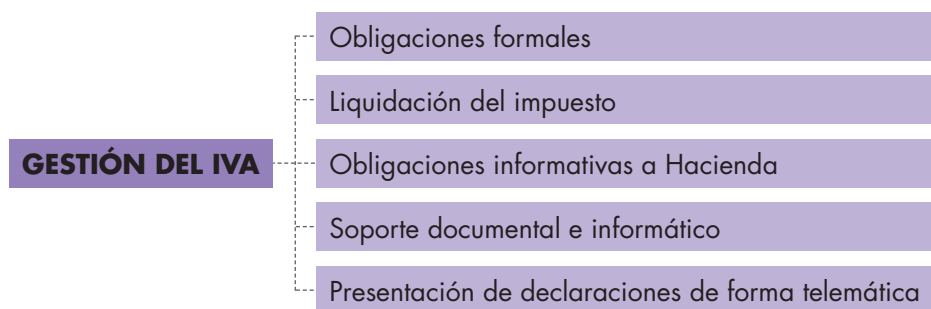 GESTIÓN DEL IVA
Obligaciones formales
Liquidación del impuesto
Obligaciones informativas a Hacienda
Soporte documental e informático
Presentación de declaraciones de forma telemática